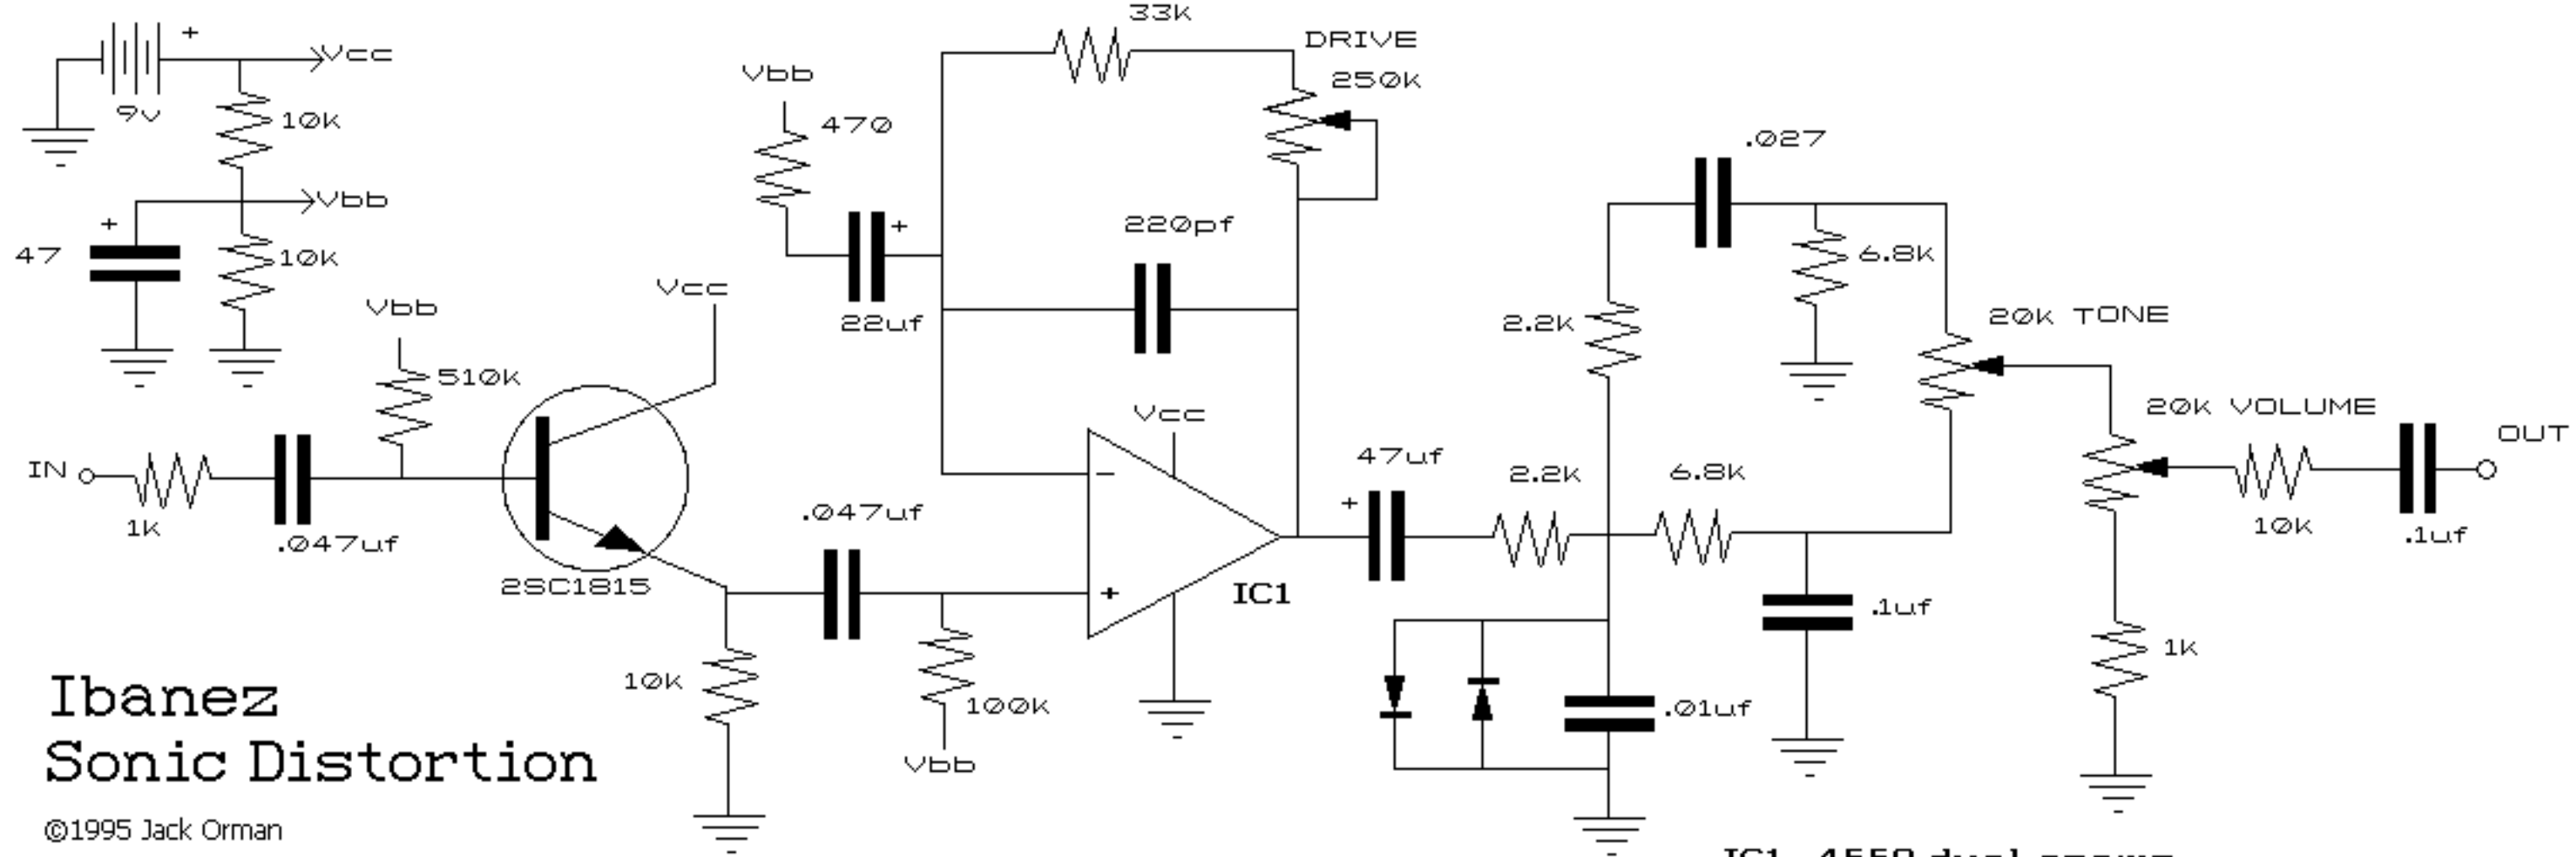 33k
DRIVE
250k
+
Vcc
9v
10k
Vbb
470
.027
+
Vbb
47
10k
+
220pf
6.8k
22uf
Vbb
Vcc
2.2k
20k TONE
510k
Vcc
20k VOLUME
IN
1k
.047uf
2SC1815
.047uf
−
+
IC1
47uf
+
2.2k
6.8k
10k
.1uf
OUT
.1uf
10k
100k
Vbb
.01uf
1k
Ibanez
Sonic Distortion
©1995 Jack Orman